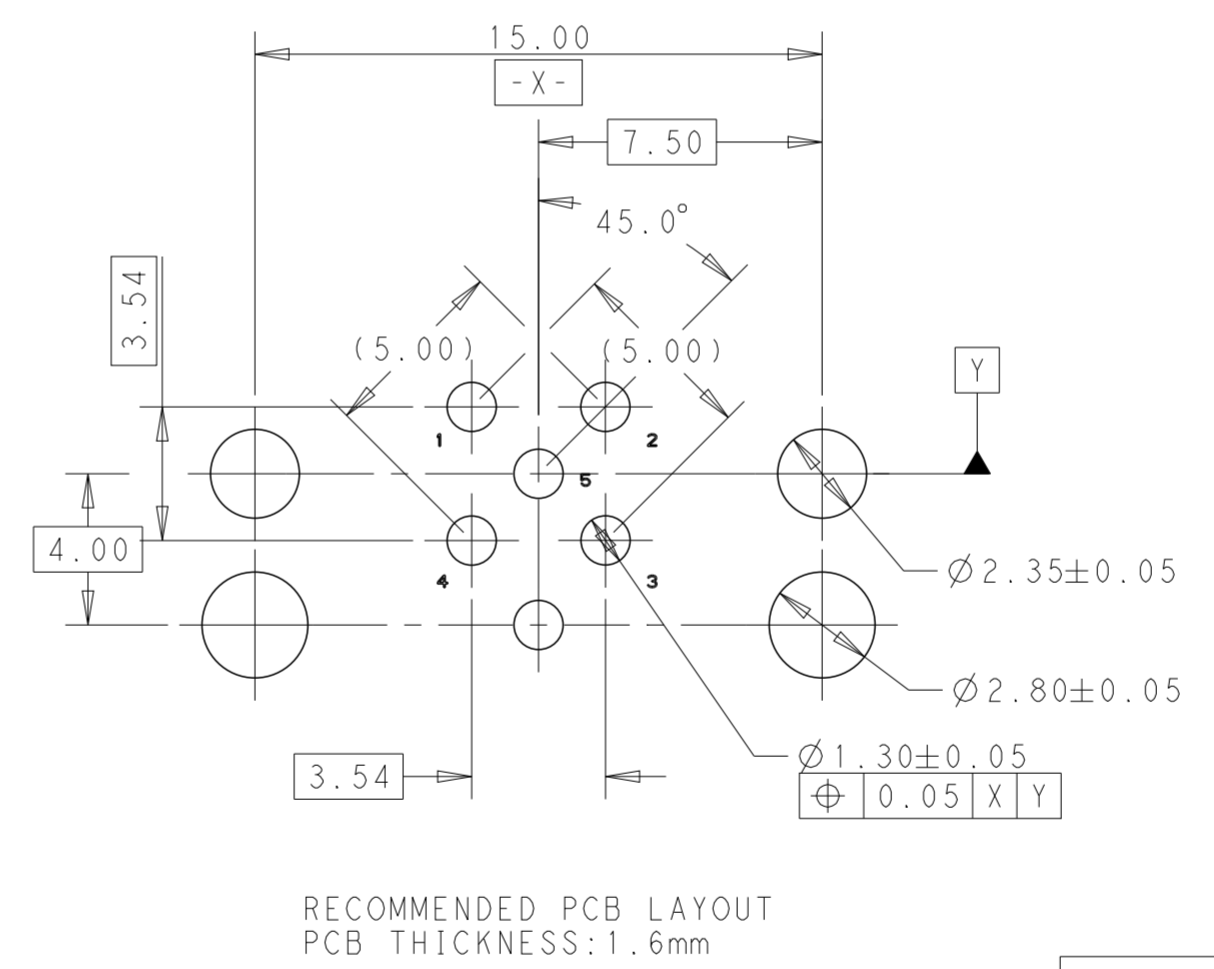 15.00
-X-
7.50
45.0°
3.54
(5.00) (5.00)
Y
1 2
5
4.00
4 3
Ø2.35±0.05
Ø2.80±0.05
Ø1.30±0.05
3.54
⌖ 0.05 X Y
RECOMMENDED PCB LAYOUT
PCB THICKNESS:1.6mm